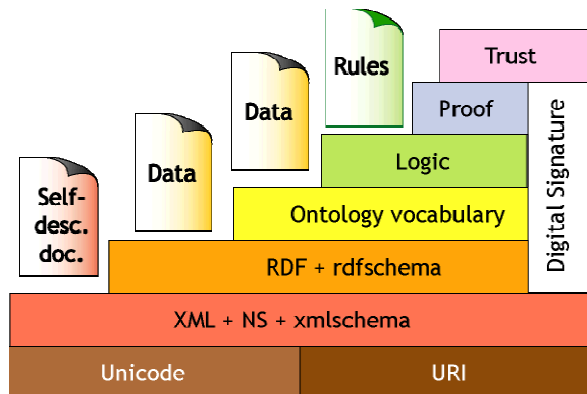 Trust
Rules
Proof
Data
Logic
Data
Self-
desc.
doc.
Ontology vocabulary
Digital Signature
RDF + rdfschema
XML + NS + xmlschema
Unicode
URI